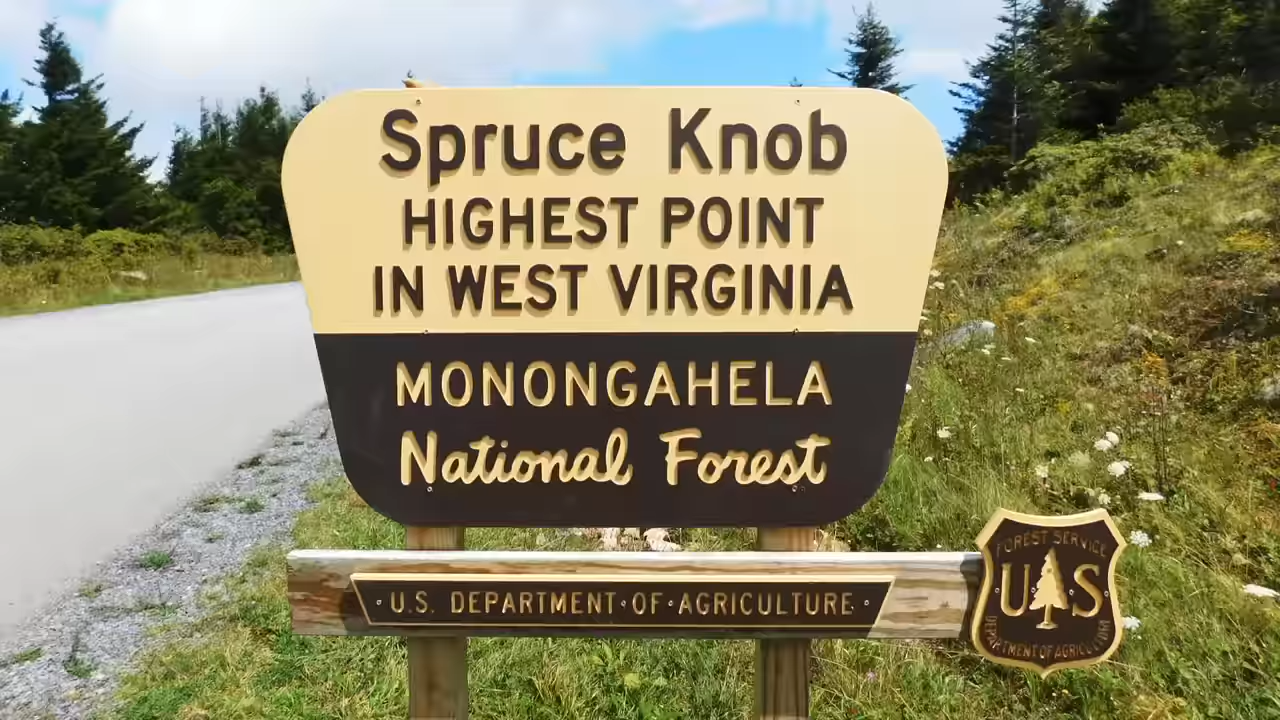 Spruce Knob
HIGHEST POINT
IN WEST VIRGINIA
MONONGAHELA
National Forest
U.S. DEPARTMENT·OF·AGRICULTURE
FOREST SERVICE
U S
DEPARTMENT OF AGRICULTURE